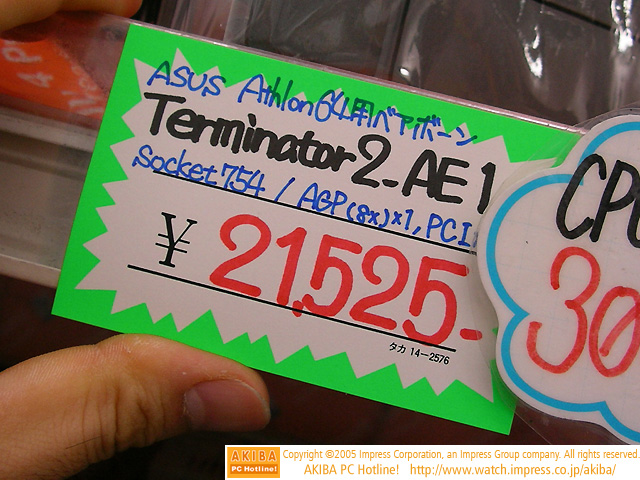 ASUS Athlon64用ベアボーン
Terminator2-AE1
Socket754 / AGP(8x)×1, PCI
¥21,525-
タカ 14-2576
CPU
30
4
AKIBA
PC Hotline!
Copyright ©2005 Impress Corporation, an Impress Group company. All rights reserved.
AKIBA PC Hotline! http://www.watch.impress.co.jp/akiba/